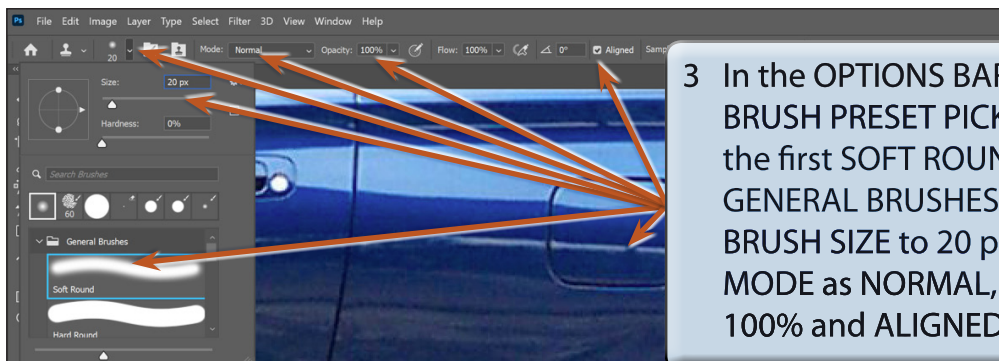 Ps File Edit Image Layer Type Select Filter 3D View Window Help
20 Mode: Normal Opacity: 100% Flow: 100% 0° Aligned
Size: 20 px
Hardness: 0%
Search Brushes
60
General Brushes
Soft Round
Hard Round
3 In the OPTIONS BAR
BRUSH PRESET
the first SOFT
GENERAL BRUSHES
BRUSH SIZE to 20
MODE as NORMAL,
100% and ALIGNED